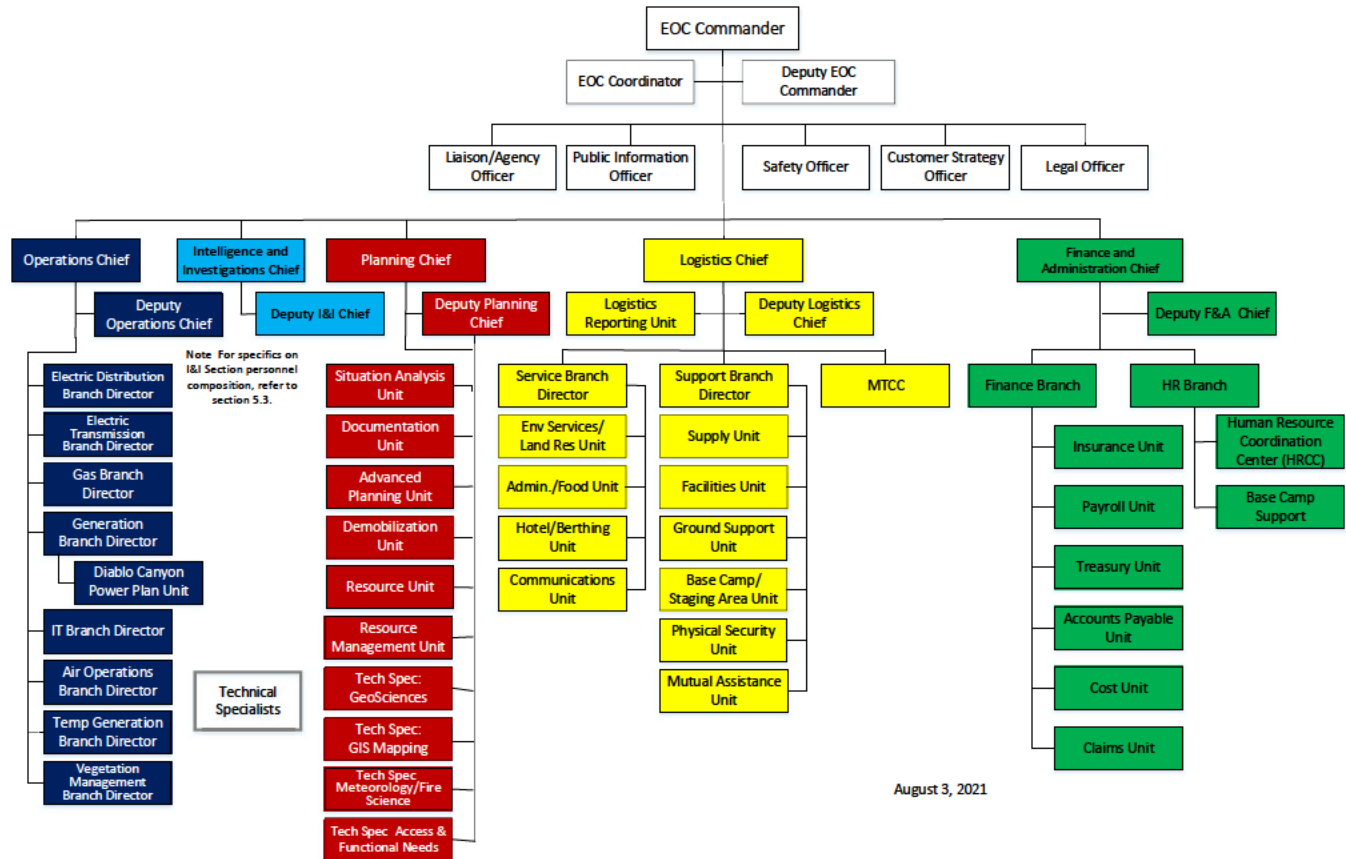 EOC Commander
EOC Coordinator
Deputy EOC
Commander
Liaison/Agency
Officer
Public Information
Officer
Safety Officer
Customer Strategy
Officer
Legal Officer
Operations Chief
Intelligence and
Investigations Chief
Planning Chief
Logistics Chief
Finance and
Administration Chief
Deputy
Operations Chief
Deputy I&I Chief
Deputy Planning
Chief
Logistics
Reporting Unit
Deputy Logistics
Chief
Deputy F&A Chief
Note For specifics on
I&I Section personnel
composition, refer to
section 5.3.
Electric Distribution
Branch Director
Electric
Transmission
Branch Director
Gas Branch
Director
Generation
Branch Director
Diablo Canyon
Power Plan Unit
IT Branch Director
Air Operations
Branch Director
Temp Generation
Branch Director
Vegetation
Management
Branch Director
Technical
Specialists
Situation Analysis
Unit
Documentation
Unit
Advanced
Planning Unit
Demobilization
Unit
Resource Unit
Resource
Management Unit
Tech Spec:
GeoSciences
Tech Spec:
GIS Mapping
Tech Spec
Meteorology/Fire
Science
Tech Spec Access &
Functional Needs
Service Branch
Director
Env Services/
Land Res Unit
Admin./Food Unit
Hotel/Berthing
Unit
Communications
Unit
Support Branch
Director
Supply Unit
Facilities Unit
Ground Support
Unit
Base Camp/
Staging Area Unit
Physical Security
Unit
Mutual Assistance
Unit
MTCC
Finance Branch
Insurance Unit
Payroll Unit
Treasury Unit
Accounts Payable
Unit
Cost Unit
Claims Unit
HR Branch
Human Resource
Coordination
Center (HRCC)
Base Camp
Support
August 3, 2021